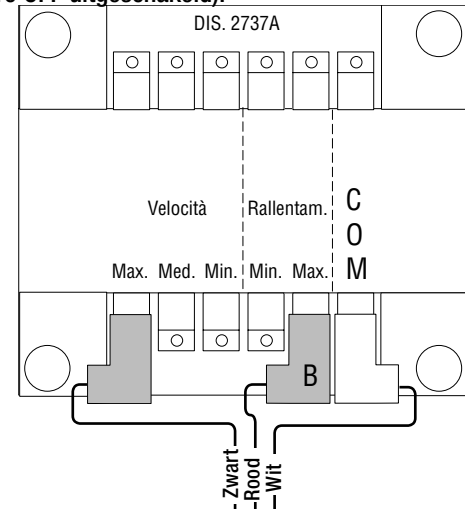 DIS. 2737A
Velocità Rallentam. C
O
Max. Med. Min. Min. Max. M
B
Zwart
Rood
Wit